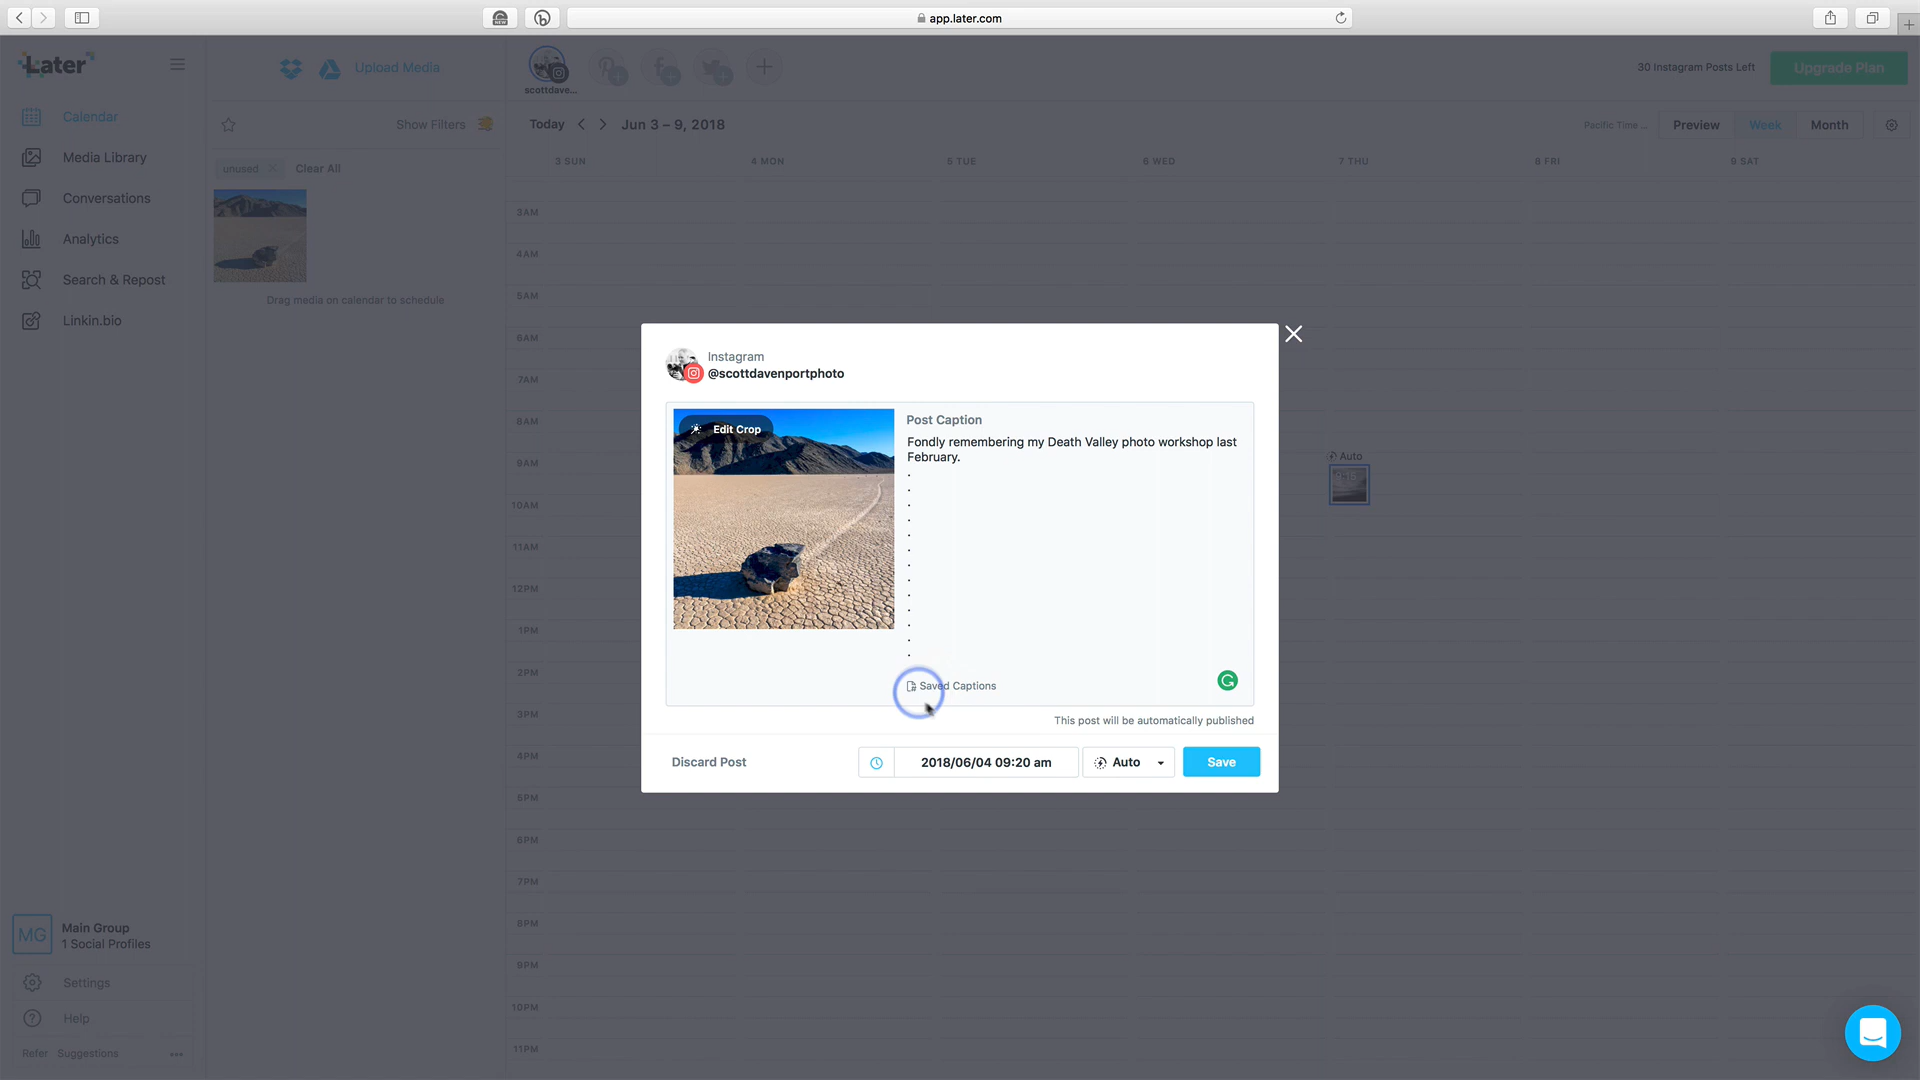 app.later.com
Later
Upload Media
scottdave...
30 Instagram Posts Left
Upgrade Plan
Calendar
Media Library
Conversations
Analytics
Search & Repost
Linkin.bio
Show Filters
unused
Clear All
Drag media on calendar to schedule
Today
Jun 3 – 9, 2018
Pacific Time ...
Preview
Week
Month
3 SUN
4 MON
5 TUE
6 WED
7 THU
8 FRI
9 SAT
3AM
4AM
5AM
6AM
7AM
8AM
9AM
10AM
11AM
12PM
1PM
2PM
3PM
4PM
5PM
6PM
7PM
8PM
9PM
10PM
11PM
Auto
9:15
Instagram
@scottdavenportphoto
Edit Crop
Post Caption
Fondly remembering my Death Valley photo workshop last
February.
.
.
.
.
.
.
.
.
.
.
.
.
.
Saved Captions
This post will be automatically published
Discard Post
2018/06/04 09:20 am
Auto
Save
MG
Main Group
1 Social Profiles
Settings
Help
Refer
Suggestions